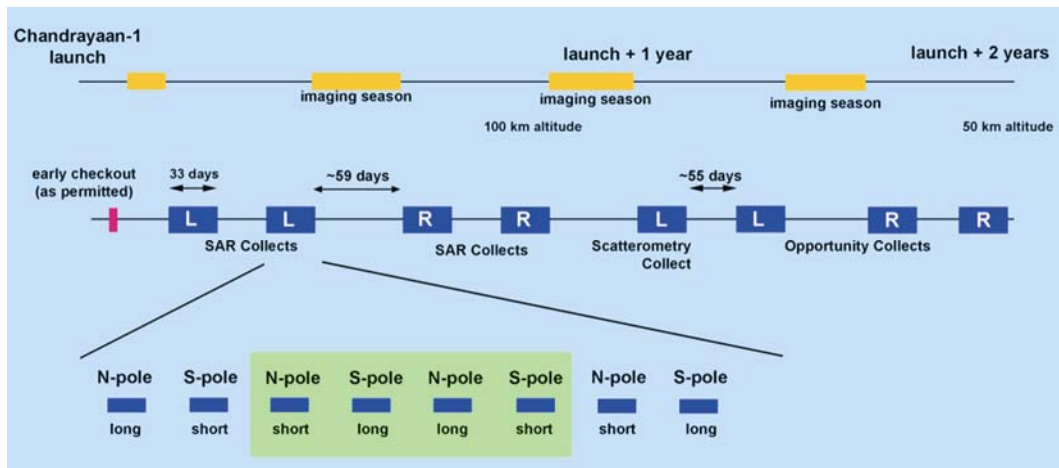 Chandrayaan-1
launch
launch + 1 year
launch + 2 years
imaging season
imaging season
imaging season
100 km altitude
50 km altitude
early checkout
(as permitted)
33 days
~59 days
~55 days
L
L
R
R
L
L
R
R
SAR Collects
SAR Collects
Scatterometry
Collect
Opportunity Collects
N-pole S-pole N-pole S-pole N-pole S-pole N-pole S-pole
long short short long long short short long